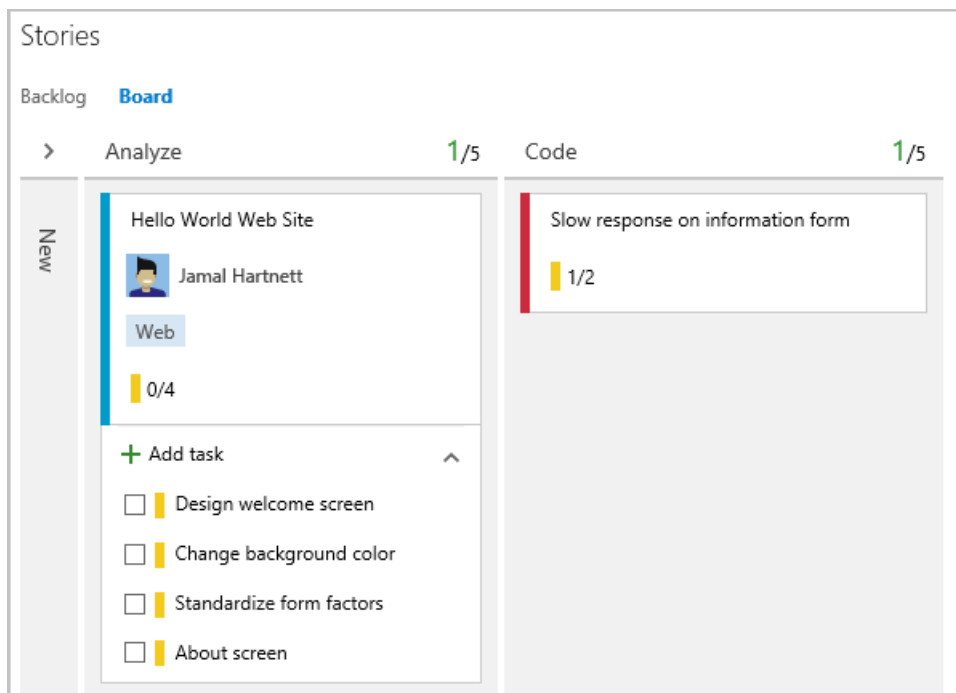 Stories
Backlog Board
Analyze 1/5 Code 1/5
New
Hello World Web Site
Jamal Hartnett
Web
0/4
Add task
Design welcome screen
Change background color
Standardize form factors
About screen
Slow response on information form
1/2